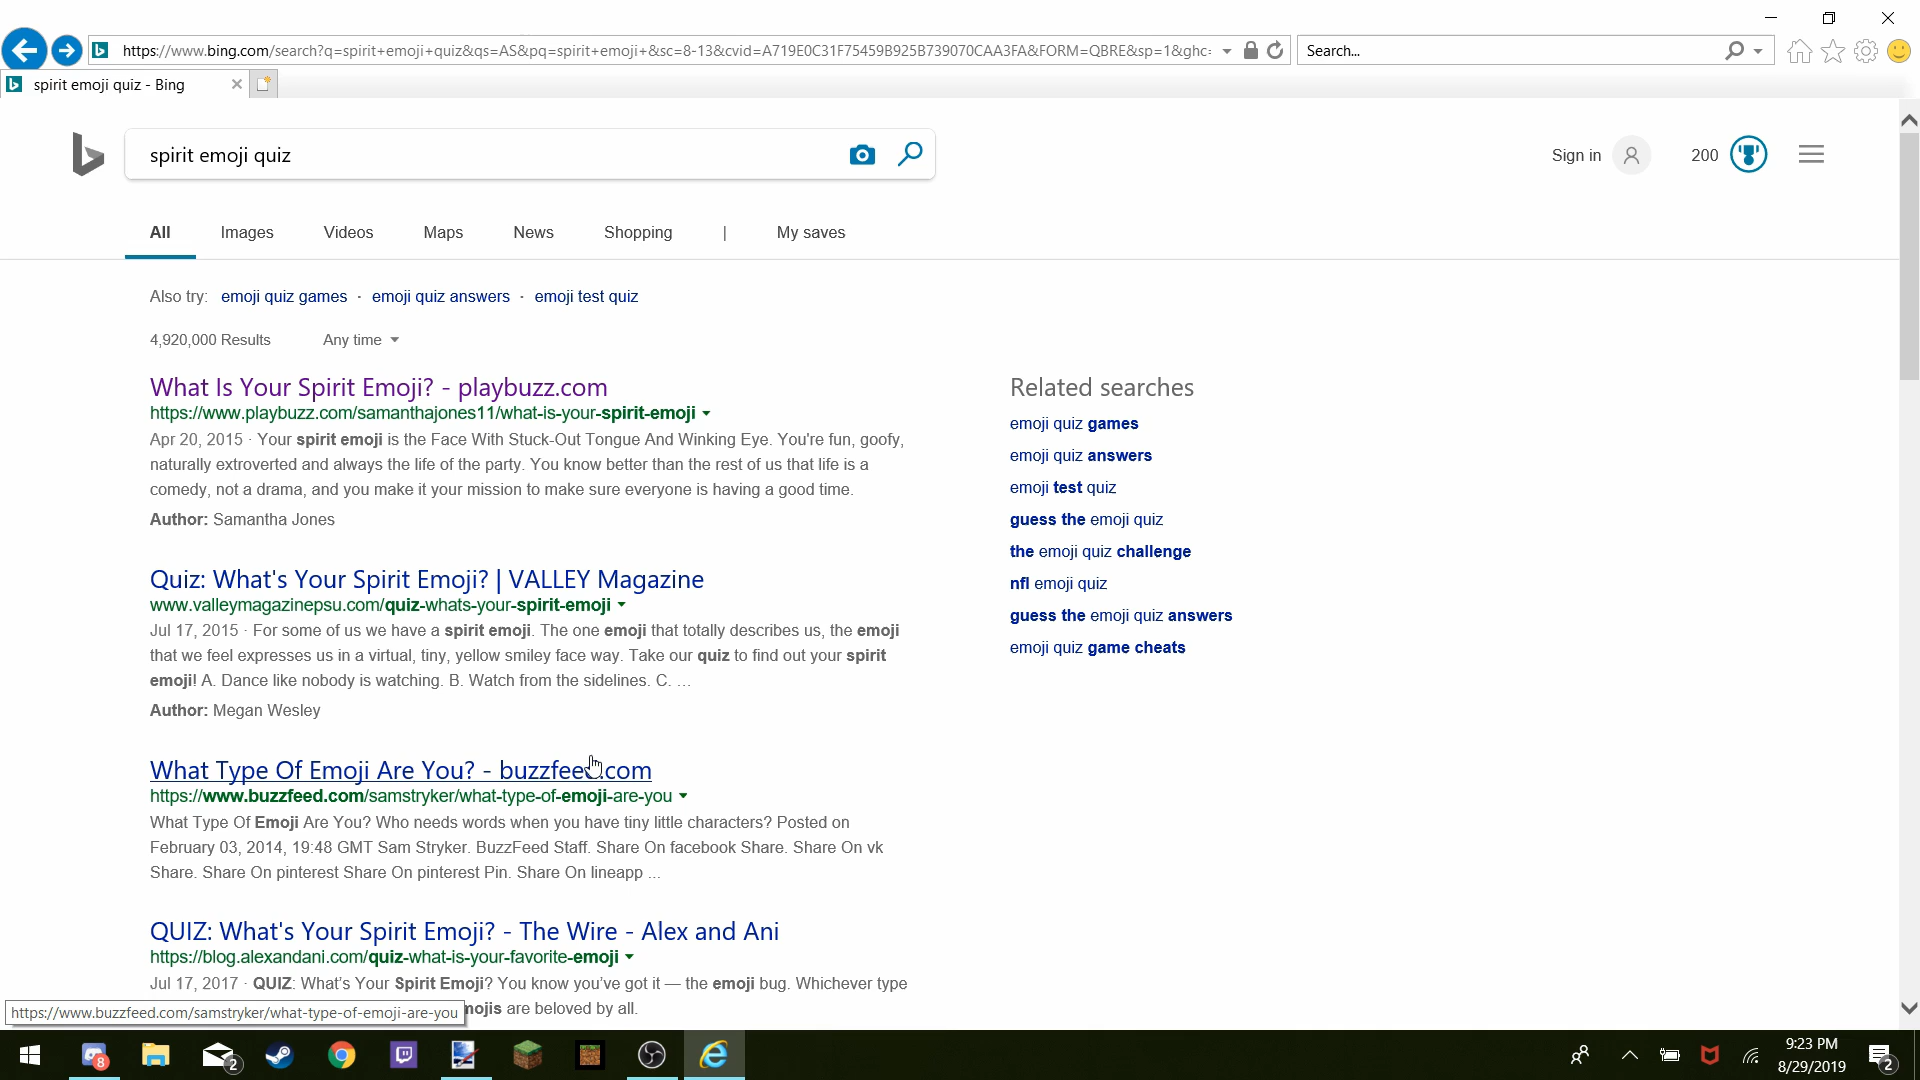 https://www.bing.com/search?q=spirit+emoji+quiz&qs=AS&pq=spirit+emoji+&sc=8-13&cvid=A719E0C31F75459B925B739070CAA3FA&FORM=QBRE&sp=1&ghc:
Search...
spirit emoji quiz - Bing
spirit emoji quiz
Sign in
200
All
Images
Videos
Maps
News
Shopping
|
My saves
Also try: emoji quiz games · emoji quiz answers · emoji test quiz
4,920,000 Results
Any time
What Is Your Spirit Emoji? - playbuzz.com
https://www.playbuzz.com/samanthajones11/what-is-your-spirit-emoji
Apr 20, 2015 · Your spirit emoji is the Face With Stuck-Out Tongue And Winking Eye. You're fun, goofy,
naturally extroverted and always the life of the party. You know better than the rest of us that life is a
comedy, not a drama, and you make it your mission to make sure everyone is having a good time.
Author: Samantha Jones
Quiz: What's Your Spirit Emoji? | VALLEY Magazine
www.valleymagazinepsu.com/quiz-whats-your-spirit-emoji
Jul 17, 2015 · For some of us we have a spirit emoji. The one emoji that totally describes us, the emoji
that we feel expresses us in a virtual, tiny, yellow smiley face way. Take our quiz to find out your spirit
emoji! A. Dance like nobody is watching. B. Watch from the sidelines. C. ...
Author: Megan Wesley
What Type Of Emoji Are You? - buzzfeed.com
https://www.buzzfeed.com/samstryker/what-type-of-emoji-are-you
What Type Of Emoji Are You? Who needs words when you have tiny little characters? Posted on
February 03, 2014, 19:48 GMT Sam Stryker. BuzzFeed Staff. Share On facebook Share. Share On vk
Share. Share On pinterest Share On pinterest Pin. Share On lineapp ...
QUIZ: What's Your Spirit Emoji? - The Wire - Alex and Ani
https://blog.alexandani.com/quiz-what-is-your-favorite-emoji
Jul 17, 2017 · QUIZ: What's Your Spirit Emoji? You know you've got it — the emoji bug. Whichever type
mojis are beloved by all.
https://www.buzzfeed.com/samstryker/what-type-of-emoji-are-you
Related searches
emoji quiz games
emoji quiz answers
emoji test quiz
guess the emoji quiz
the emoji quiz challenge
nfl emoji quiz
guess the emoji quiz answers
emoji quiz game cheats
8
2
9:23 PM
8/29/2019
2